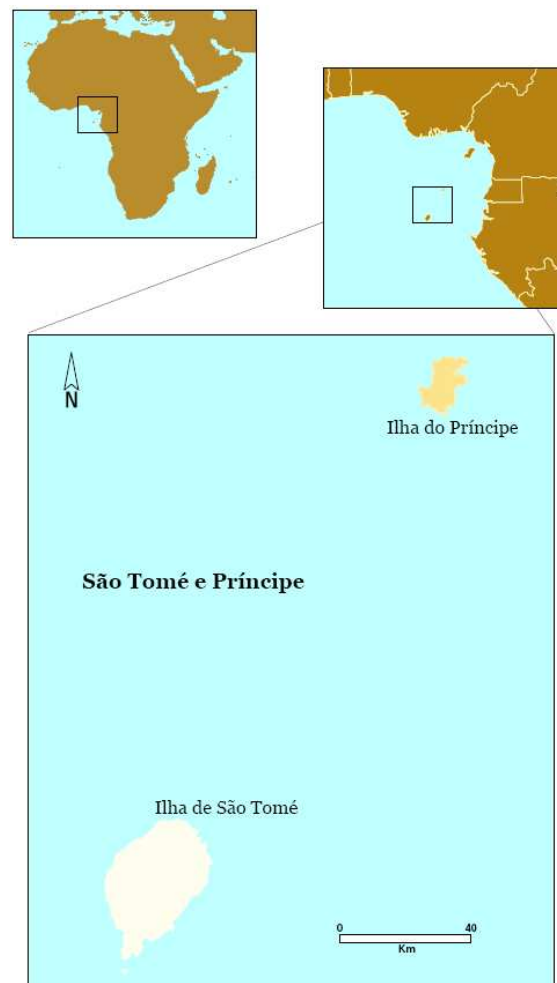 N
Ilha do Príncipe
São Tomé e Príncipe
Ilha de São Tomé
0 40
Km